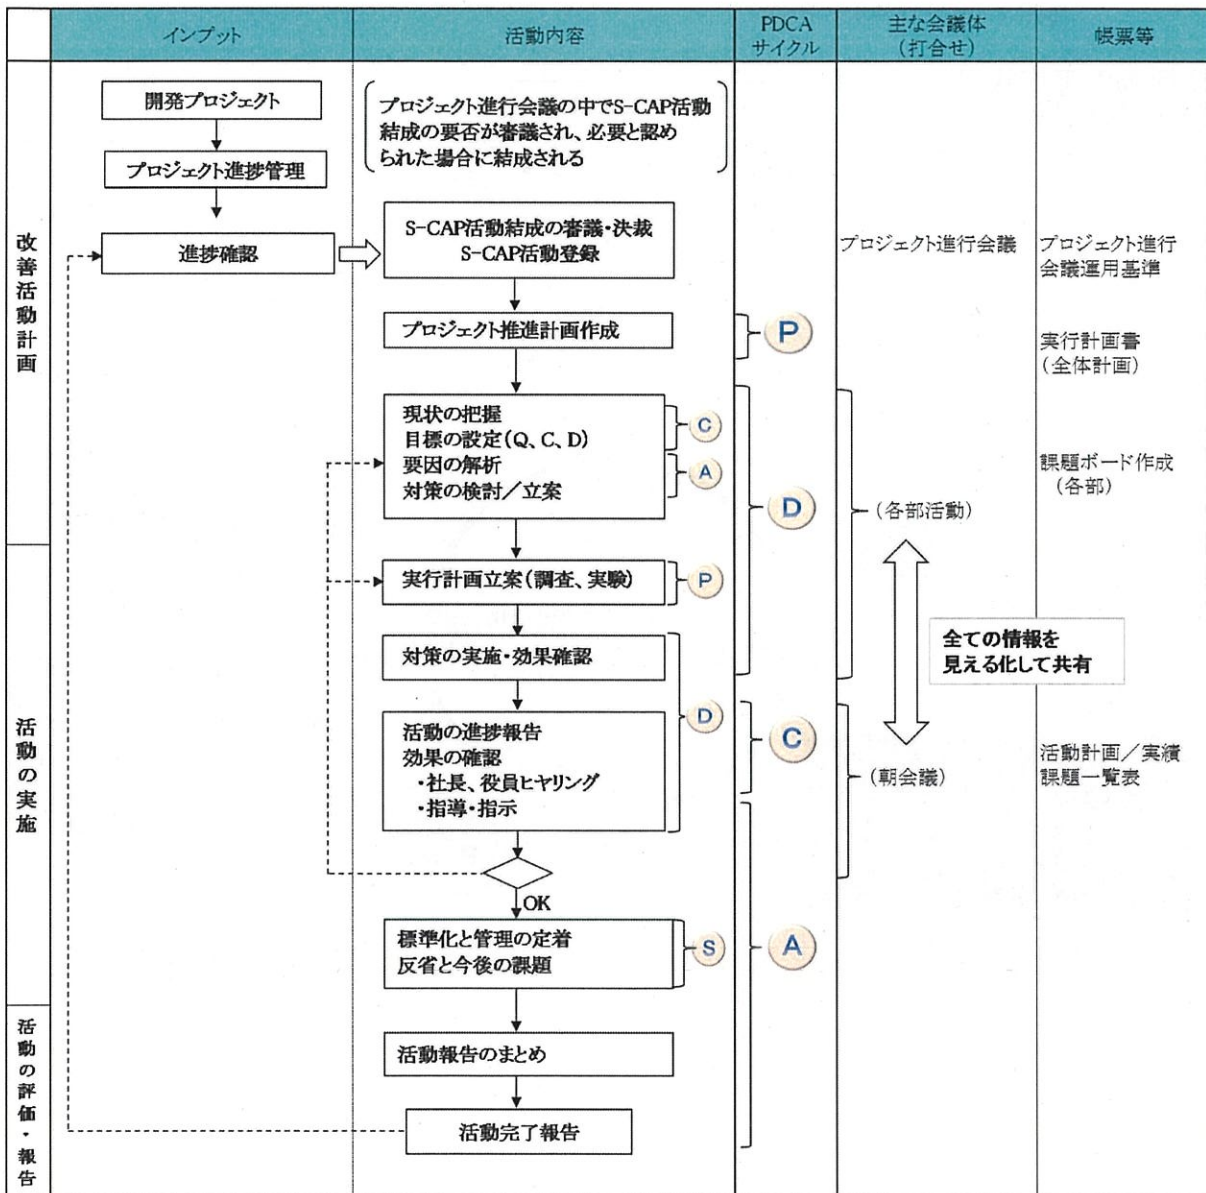 インプット
活動内容
PDCA
サイクル
主な会議体
(打合せ)
帳票等
改善活動計画
開発プロジェクト
プロジェクト進捗管理
進捗確認
プロジェクト進行会議の中でS-CAP活動
結成の要否が審議され、必要と認め
られた場合に結成される
S-CAP活動結成の審議・決裁
S-CAP活動登録
プロジェクト進行会議
プロジェクト進行
会議運用基準
プロジェクト推進計画作成
P
実行計画書
(全体計画)
現状の把握
目標の設定(Q、C、D)
要因の解析
対策の検討/立案
C
A
D
(各部活動)
課題ボード作成
(各部)
活動の実施
実行計画立案(調査、実験)
P
全ての情報を
見える化して共有
対策の実施・効果確認
活動の進捗報告
効果の確認
・社長、役員ヒヤリング
・指導・指示
D
C
(朝会議)
活動計画/実績
課題一覧表
OK
標準化と管理の定着
反省と今後の課題
S
A
活動の評価・報告
活動報告のまとめ
活動完了報告